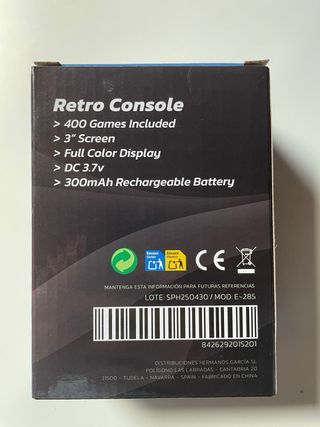 Retro Console
> 400 Games Included
> 3" Screen
> Full Color Display
> DC 3.7v
> 300mAh Rechargeable Battery
CE
MANTENGA ESTA INFORMACIÓN PARA FUTURAS REFERENCIAS
LOTE: SPH250430 / MOD: E-285
8426292015201
DISTRIBUCIONES HERMANOS GARCÍA SL
POLÍGONO LAS LABRADAS - CANTABRIA 20
31500 - TUDELA - NAVARRA - SPAIN - FABRICADO EN CHINA